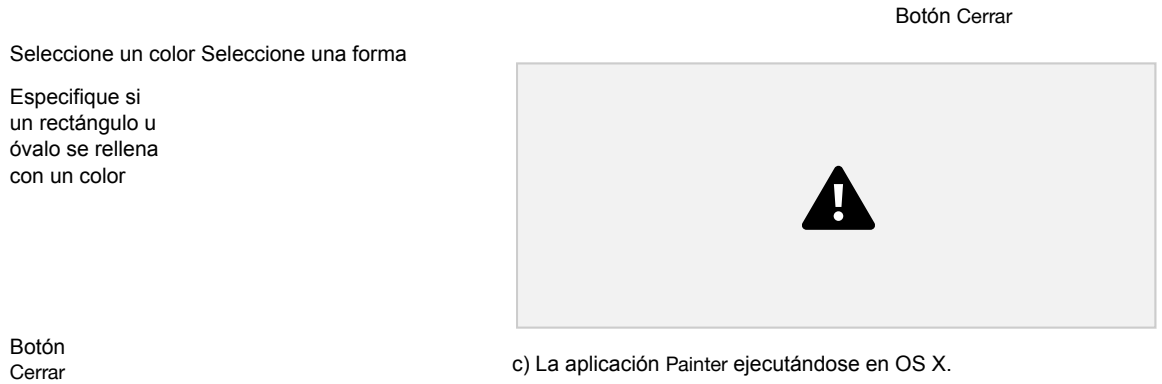 Botón Cerrar
Seleccione un color Seleccione una forma
Especifique si
un rectángulo u
óvalo se rellena
con un color
Botón
Cerrar
c) La aplicación Painter ejecutándose en OS X.